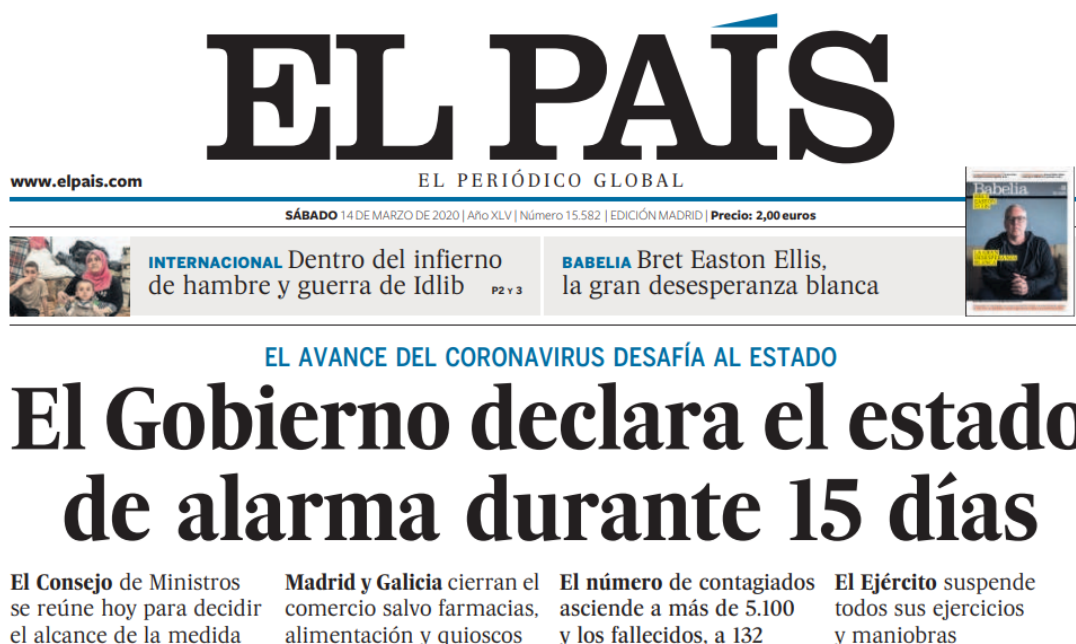 EL PAÍS
www.elpais.com
EL PERIÓDICO GLOBAL
SÁBADO 14 DE MARZO DE 2020 | Año XLV | Número 15.582 | EDICIÓN MADRID | Precio: 2,00 euros
INTERNACIONAL Dentro del infierno
de hambre y guerra de Idlib P2 Y 3
BABELIA Bret Easton Ellis,
la gran desesperanza blanca
Babelia
EL AVANCE DEL CORONAVIRUS DESAFÍA AL ESTADO
El Gobierno declara el estado
de alarma durante 15 días
El Consejo de Ministros
se reúne hoy para decidir
el alcance de la medida
Madrid y Galicia cierran el
comercio salvo farmacias,
alimentación y quioscos
El número de contagiados
asciende a más de 5.100
y los fallecidos, a 132
El Ejército suspende
todos sus ejercicios
y maniobras